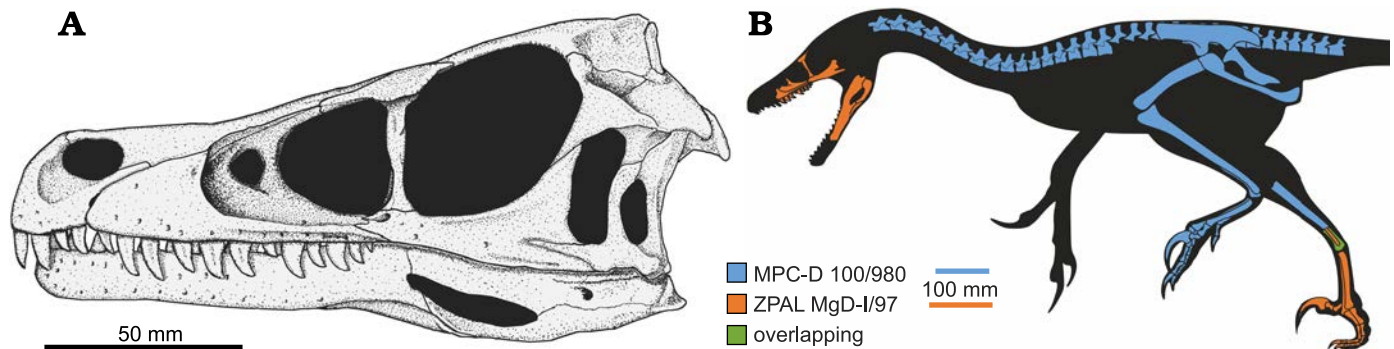 A
B
50 mm
MPC-D 100/980
ZPAL MgD-I/97
100 mm
overlapping